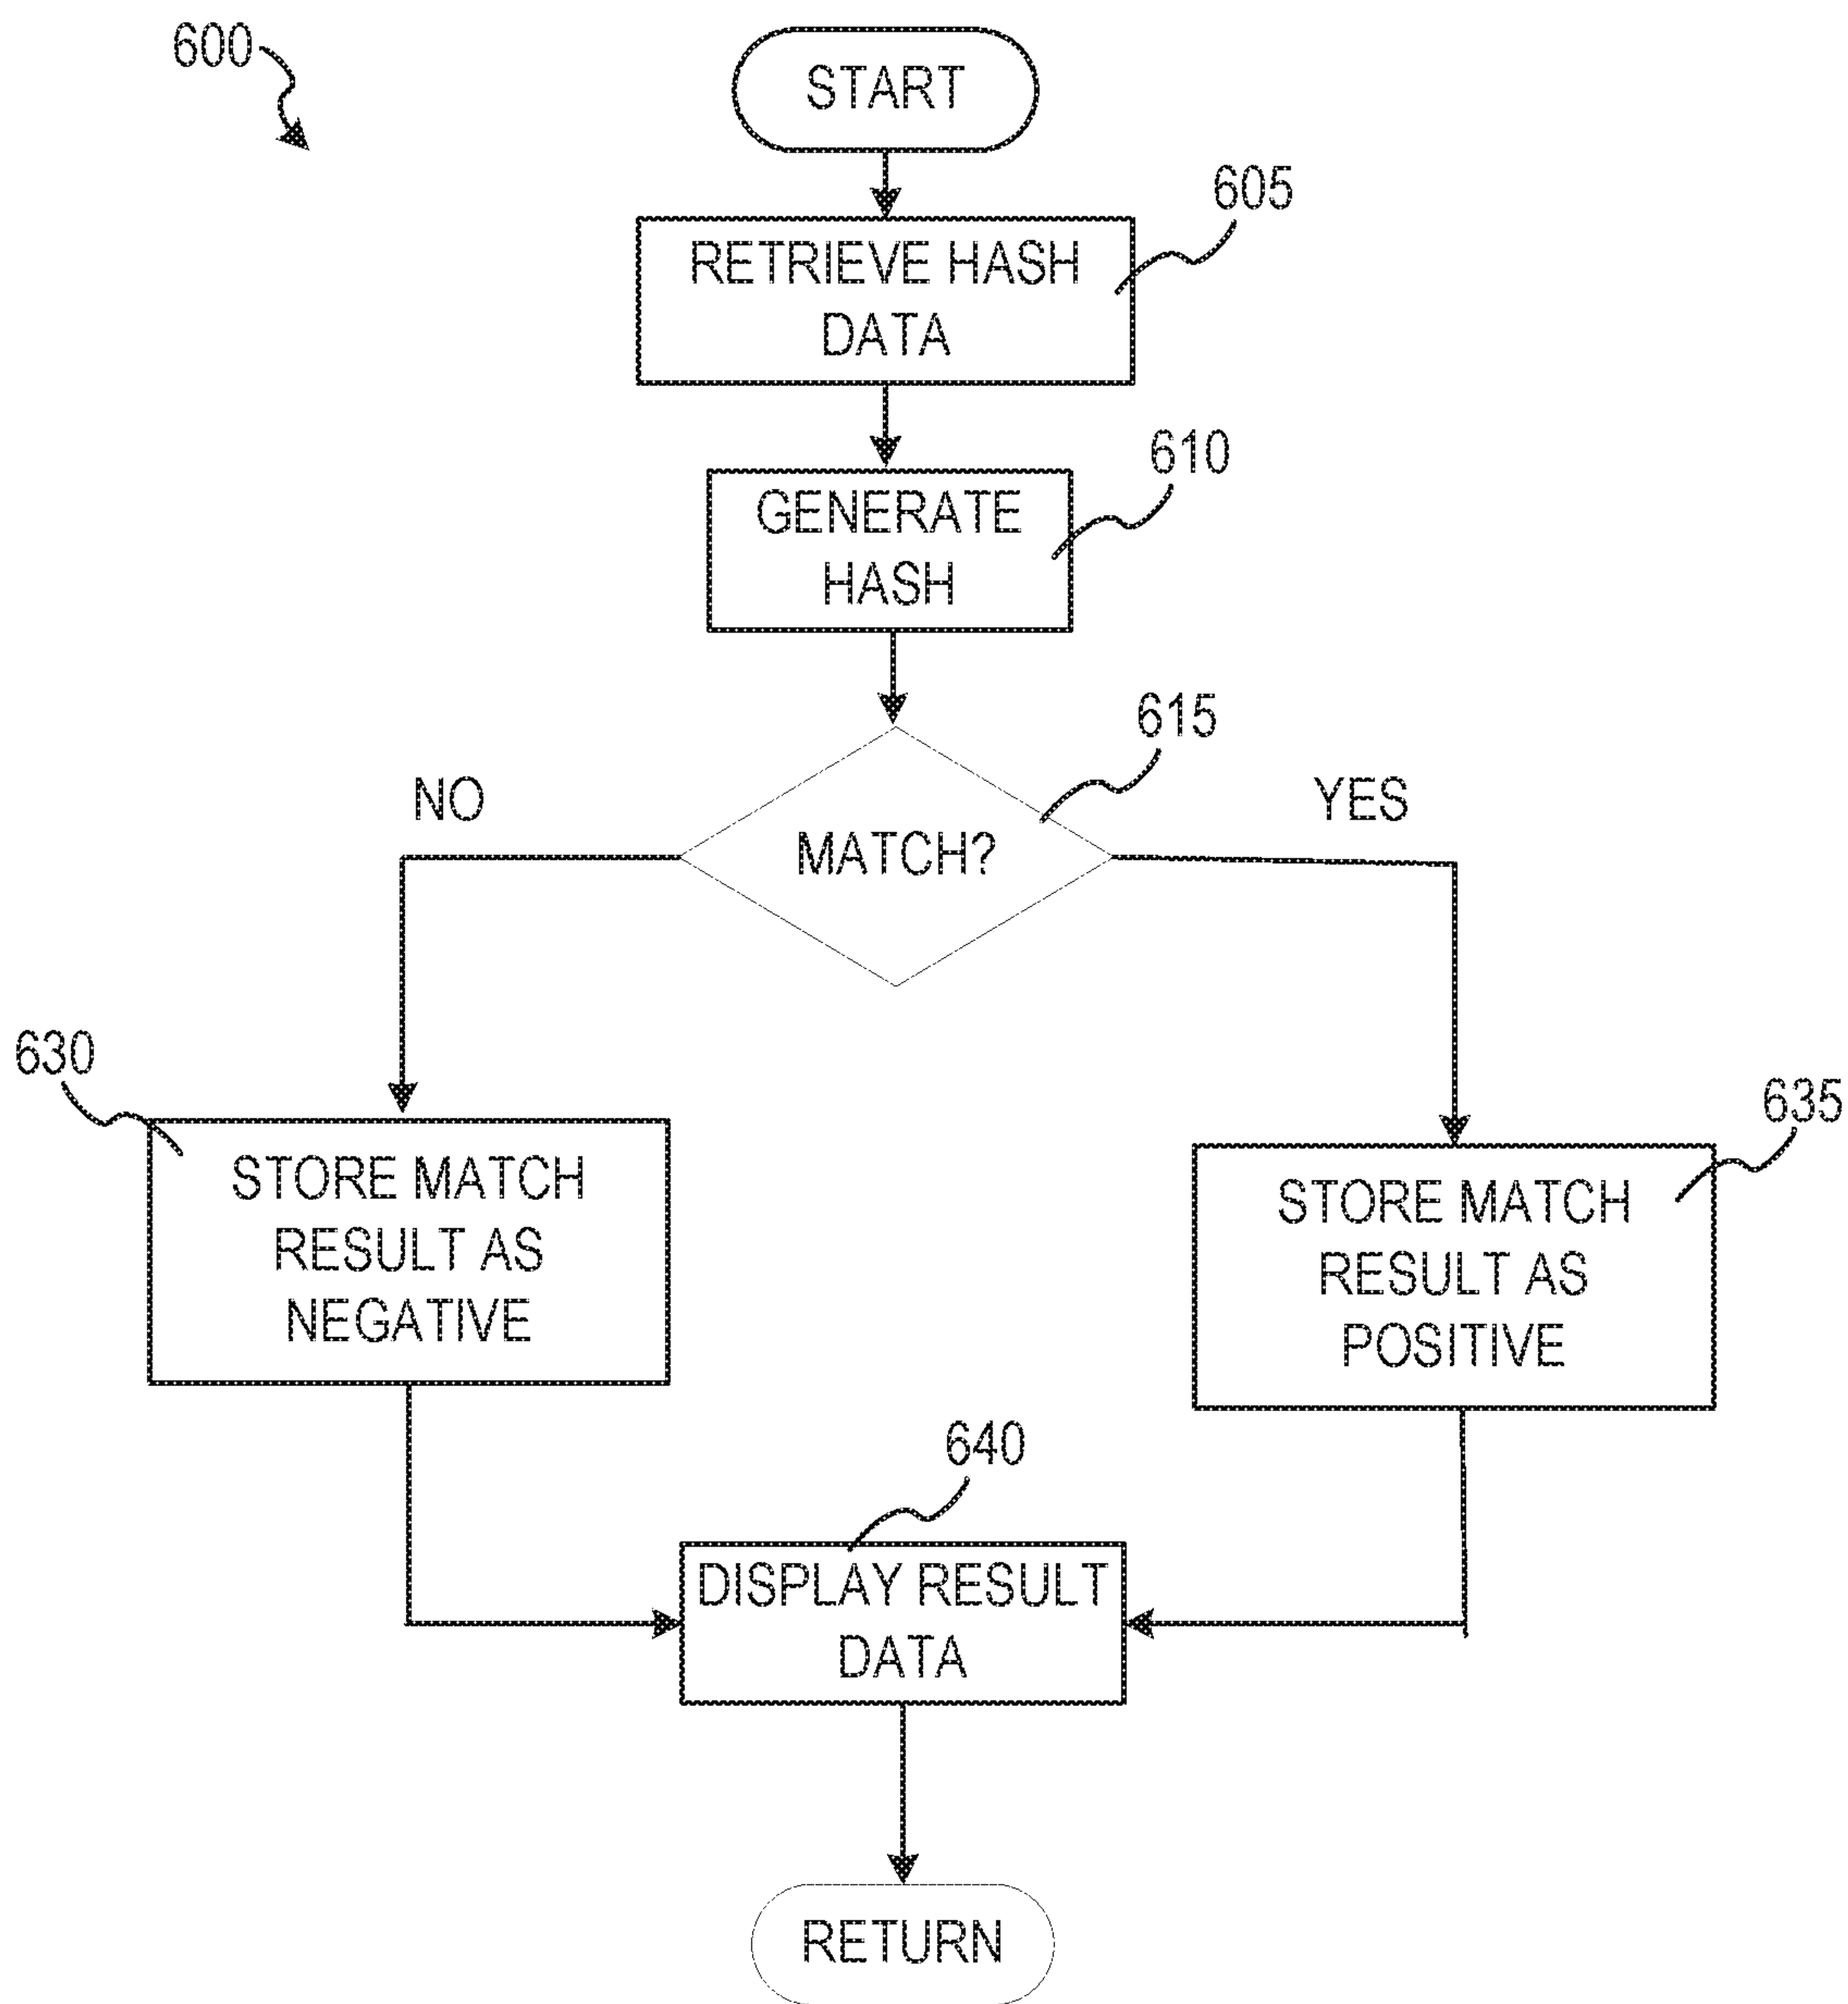 600
START
605
RETRIEVE HASH
DATA
610
GENERATE
HASH
615
NO
YES
MATCH?
630
STORE MATCH
RESULT AS
NEGATIVE
635
STORE MATCH
RESULT AS
POSITIVE
640
DISPLAY RESULT
DATA
RETURN